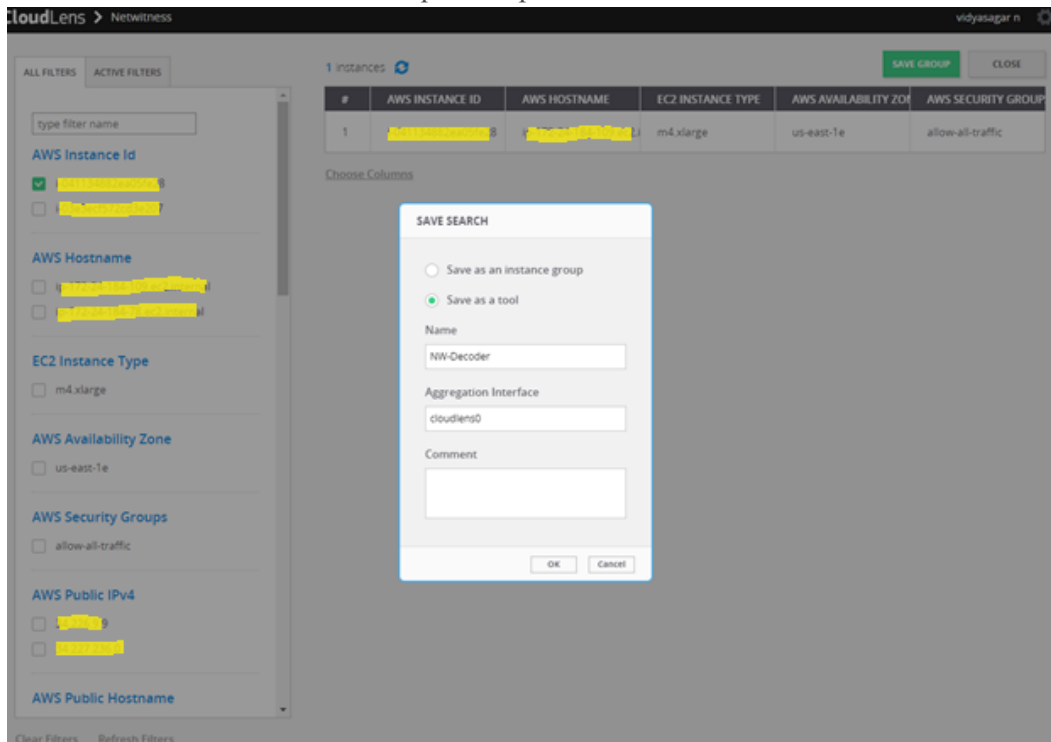 CloudLens > Netwitness
vidyasagar n
ALL FILTERS ACTIVE FILTERS
1 instances
SAVE GROUP CLOSE
# AWS INSTANCE ID AWS HOSTNAME EC2 INSTANCE TYPE AWS AVAILABILITY ZON AWS SECURITY GROUP
1 m4.xlarge us-east-1e allow-all-traffic
Choose Columns
type filter name
AWS Instance Id
AWS Hostname
EC2 Instance Type
m4.xlarge
AWS Availability Zone
us-east-1e
AWS Security Groups
allow-all-traffic
AWS Public IPv4
AWS Public Hostname
Clear Filters Refresh Filters
SAVE SEARCH
Save as an instance group
Save as a tool
Name
NW-Decoder
Aggregation Interface
cloudlens0
Comment
OK Cancel